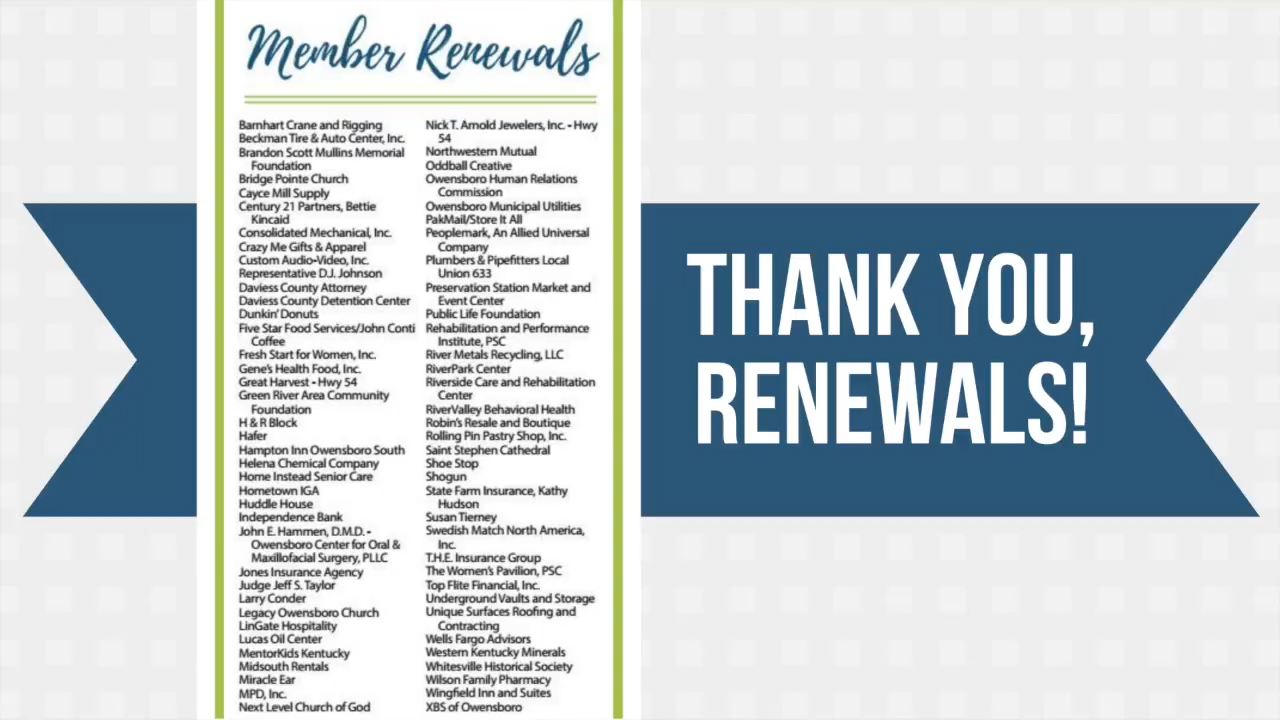 Member Renewals
Barnhart Crane and Rigging
Beckman Tire & Auto Center, Inc.
Brandon Scott Mullins Memorial
Foundation
Bridge Pointe Church
Cayce Mill Supply
Century 21 Partners, Bettie
Kincaid
Consolidated Mechanical, Inc.
Crazy Me Gifts & Apparel
Custom Audio-Video, Inc.
Representative D.J. Johnson
Daviess County Attorney
Daviess County Detention Center
Dunkin' Donuts
Five Star Food Services/John Conti
Coffee
Fresh Start for Women, Inc.
Gene's Health Food, Inc.
Great Harvest - Hwy 54
Green River Area Community
Foundation
H & R Block
Hafer
Hampton Inn Owensboro South
Helena Chemical Company
Home Instead Senior Care
Hometown IGA
Huddle House
Independence Bank
John E. Hammen, D.M.D. -
Owensboro Center for Oral &
Maxillofacial Surgery, PLLC
Jones Insurance Agency
Judge Jeff S. Taylor
Larry Conder
Legacy Owensboro Church
LinGate Hospitality
Lucas Oil Center
MentorKids Kentucky
Midsouth Rentals
Miracle Ear
MPD, Inc.
Next Level Church of God
Nick T. Arnold Jewelers, Inc. - Hwy
54
Northwestern Mutual
Oddball Creative
Owensboro Human Relations
Commission
Owensboro Municipal Utilities
PakMail/Store It All
Peoplemark, An Allied Universal
Company
Plumbers & Pipefitters Local
Union 633
Preservation Station Market and
Event Center
Public Life Foundation
Rehabilitation and Performance
Institute, PSC
River Metals Recycling, LLC
RiverPark Center
Riverside Care and Rehabilitation
Center
RiverValley Behavioral Health
Robin's Resale and Boutique
Rolling Pin Pastry Shop, Inc.
Saint Stephen Cathedral
Shoe Stop
Shogun
State Farm Insurance, Kathy
Hudson
Susan Tierney
Swedish Match North America,
Inc.
T.H.E. Insurance Group
The Women's Pavilion, PSC
Top Flite Financial, Inc.
Underground Vaults and Storage
Unique Surfaces Roofing and
Contracting
Wells Fargo Advisors
Western Kentucky Minerals
Whitesville Historical Society
Wilson Family Pharmacy
Wingfield Inn and Suites
XBS of Owensboro
THANK YOU,
RENEWALS!